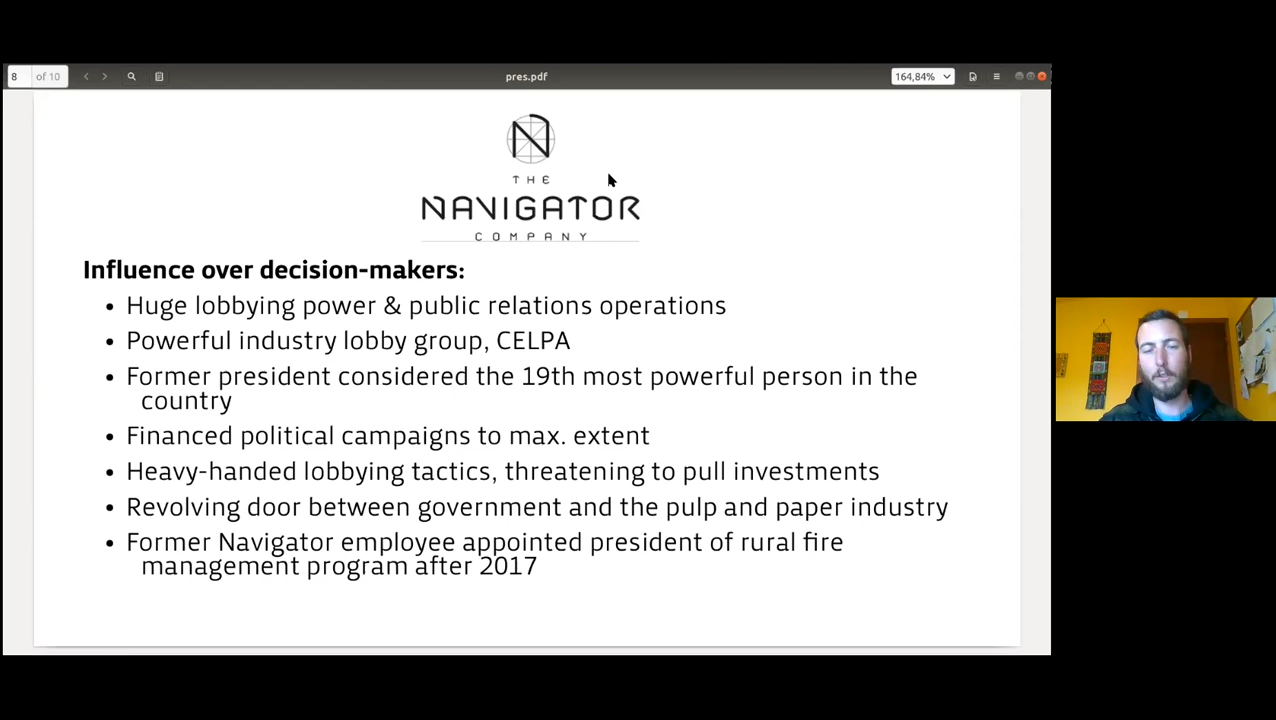 8 of 10
pres.pdf
164,84%
N
THE
NAVIGATOR
COMPANY
Influence over decision-makers:
• Huge lobbying power & public relations operations
• Powerful industry lobby group, CELPA
• Former president considered the 19th most powerful person in the
country
• Financed political campaigns to max. extent
• Heavy-handed lobbying tactics, threatening to pull investments
• Revolving door between government and the pulp and paper industry
• Former Navigator employee appointed president of rural fire
management program after 2017